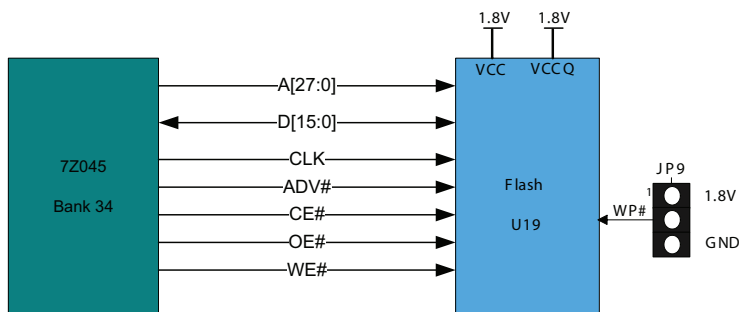 1.8V 1.8V
VCC VCCQ
A[27:0]
D[15:0]
CLK
ADV#
CE#
OE#
WE#
7Z045
Bank 34
Flash
U19
WP#
JP9
1
1.8V
GND